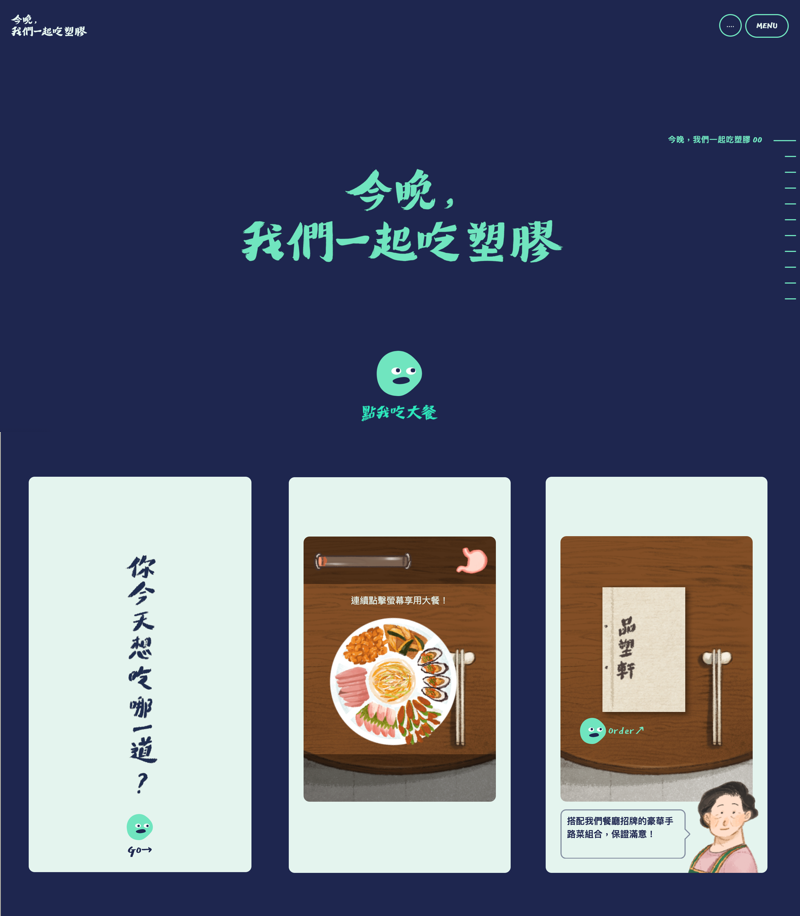 今晚，
我們一起吃塑膠
....
MENU
今晚，我們一起吃塑膠 00
今晚，
我們一起吃塑膠
點我吃大餐
你今天想吃哪一道？
Go→
連續點擊螢幕享用大餐！
品塑軒
order↗
搭配我們餐廳招牌的豪華手
路菜組合，保證滿意！